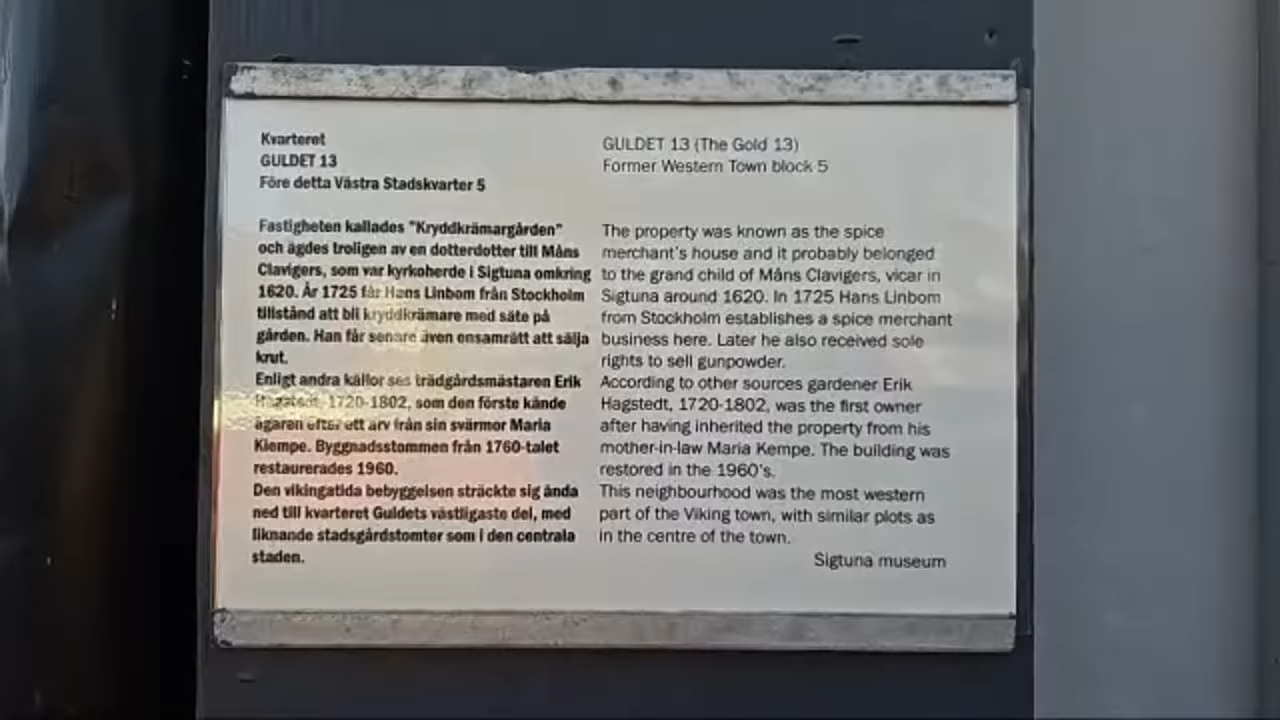 Kvarteret
GULDET 13
Före detta Västra Stadskvarter 5
Fastigheten kallades "Kryddkrämargården"
och ägdes troligen av en dotterdotter till Måns
Clavigers, som var kyrkoherde i Sigtuna omkring
1620. År 1725 får Hans Linbom från Stockholm
tillstånd att bli kryddkrämare med säte på
gården. Han får senare även ensamrätt att sälja
krut.
Enligt andra källor ses trädgårdsmästaren Erik
Hagstedt, 1720-1802, som den förste kände
ägaren efter ett arv från sin svärmor Maria
Kempe. Byggnadsstommen från 1760-talet
restaurerades 1960.
Den vikingatida bebyggelsen sträckte sig ända
ned till kvarteret Guldets västligaste del, med
liknande stadsgårdstomter som i den centrala
staden.
GULDET 13 (The Gold 13)
Former Western Town block 5
The property was known as the spice
merchant's house and it probably belonged
to the grand child of Måns Clavigers, vicar in
Sigtuna around 1620. In 1725 Hans Linbom
from Stockholm establishes a spice merchant
business here. Later he also received sole
rights to sell gunpowder.
According to other sources gardener Erik
Hagstedt, 1720-1802, was the first owner
after having inherited the property from his
mother-in-law Maria Kempe. The building was
restored in the 1960's.
This neighbourhood was the most western
part of the Viking town, with similar plots as
in the centre of the town.
Sigtuna museum